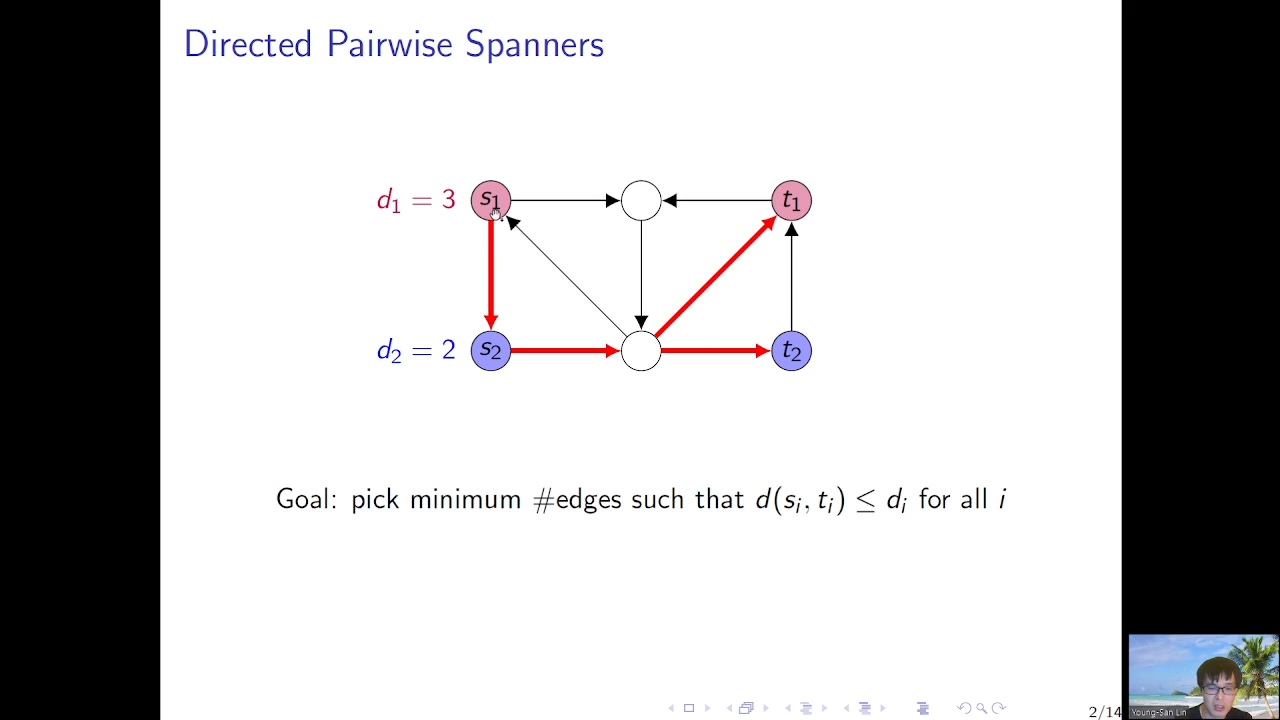 Directed Pairwise Spanners
d₁ = 3
s₁
t₁
d₂ = 2
s₂
t₂
Goal: pick minimum #edges such that d(sᵢ, tᵢ) ≤ dᵢ for all i
2/14
Young-San Lin